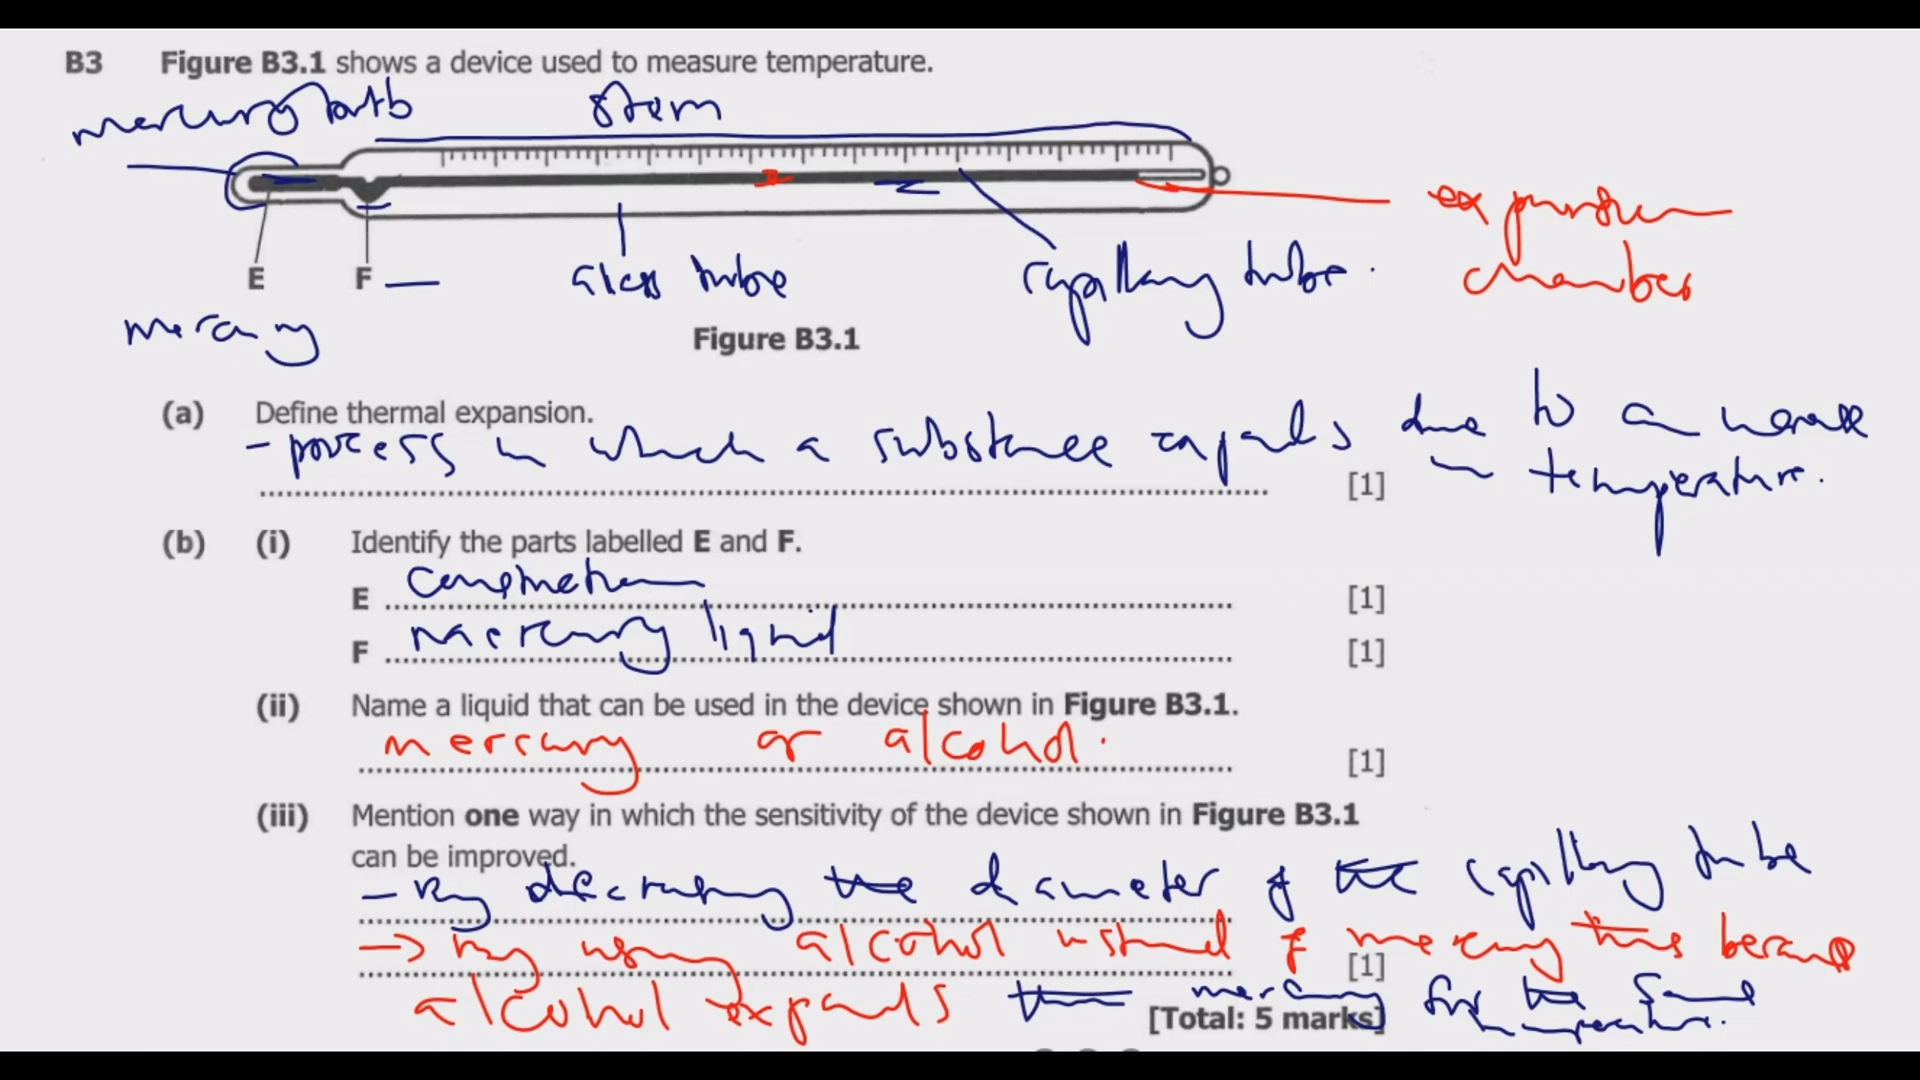 B3 Figure B3.1 shows a device used to measure temperature.
mercury bulb stem
E F glass tube capillary tube. expansion
chamber
mercury
Figure B3.1
(a) Define thermal expansion.
- process in which a substance expands due to
temperature.
[1]
(b) (i) Identify the parts labelled E and F.
E [1]
F mercury liquid [1]
(ii) Name a liquid that can be used in the device shown in Figure B3.1.
mercury or alcohol.
[1]
(iii) Mention one way in which the sensitivity of the device shown in Figure B3.1
can be improved.
- By decreasing the diameter of the capillary tube
→ By using alcohol instead of mercury because
[1]
alcohol expands mercury for the same
temperature.
[Total: 5 marks]